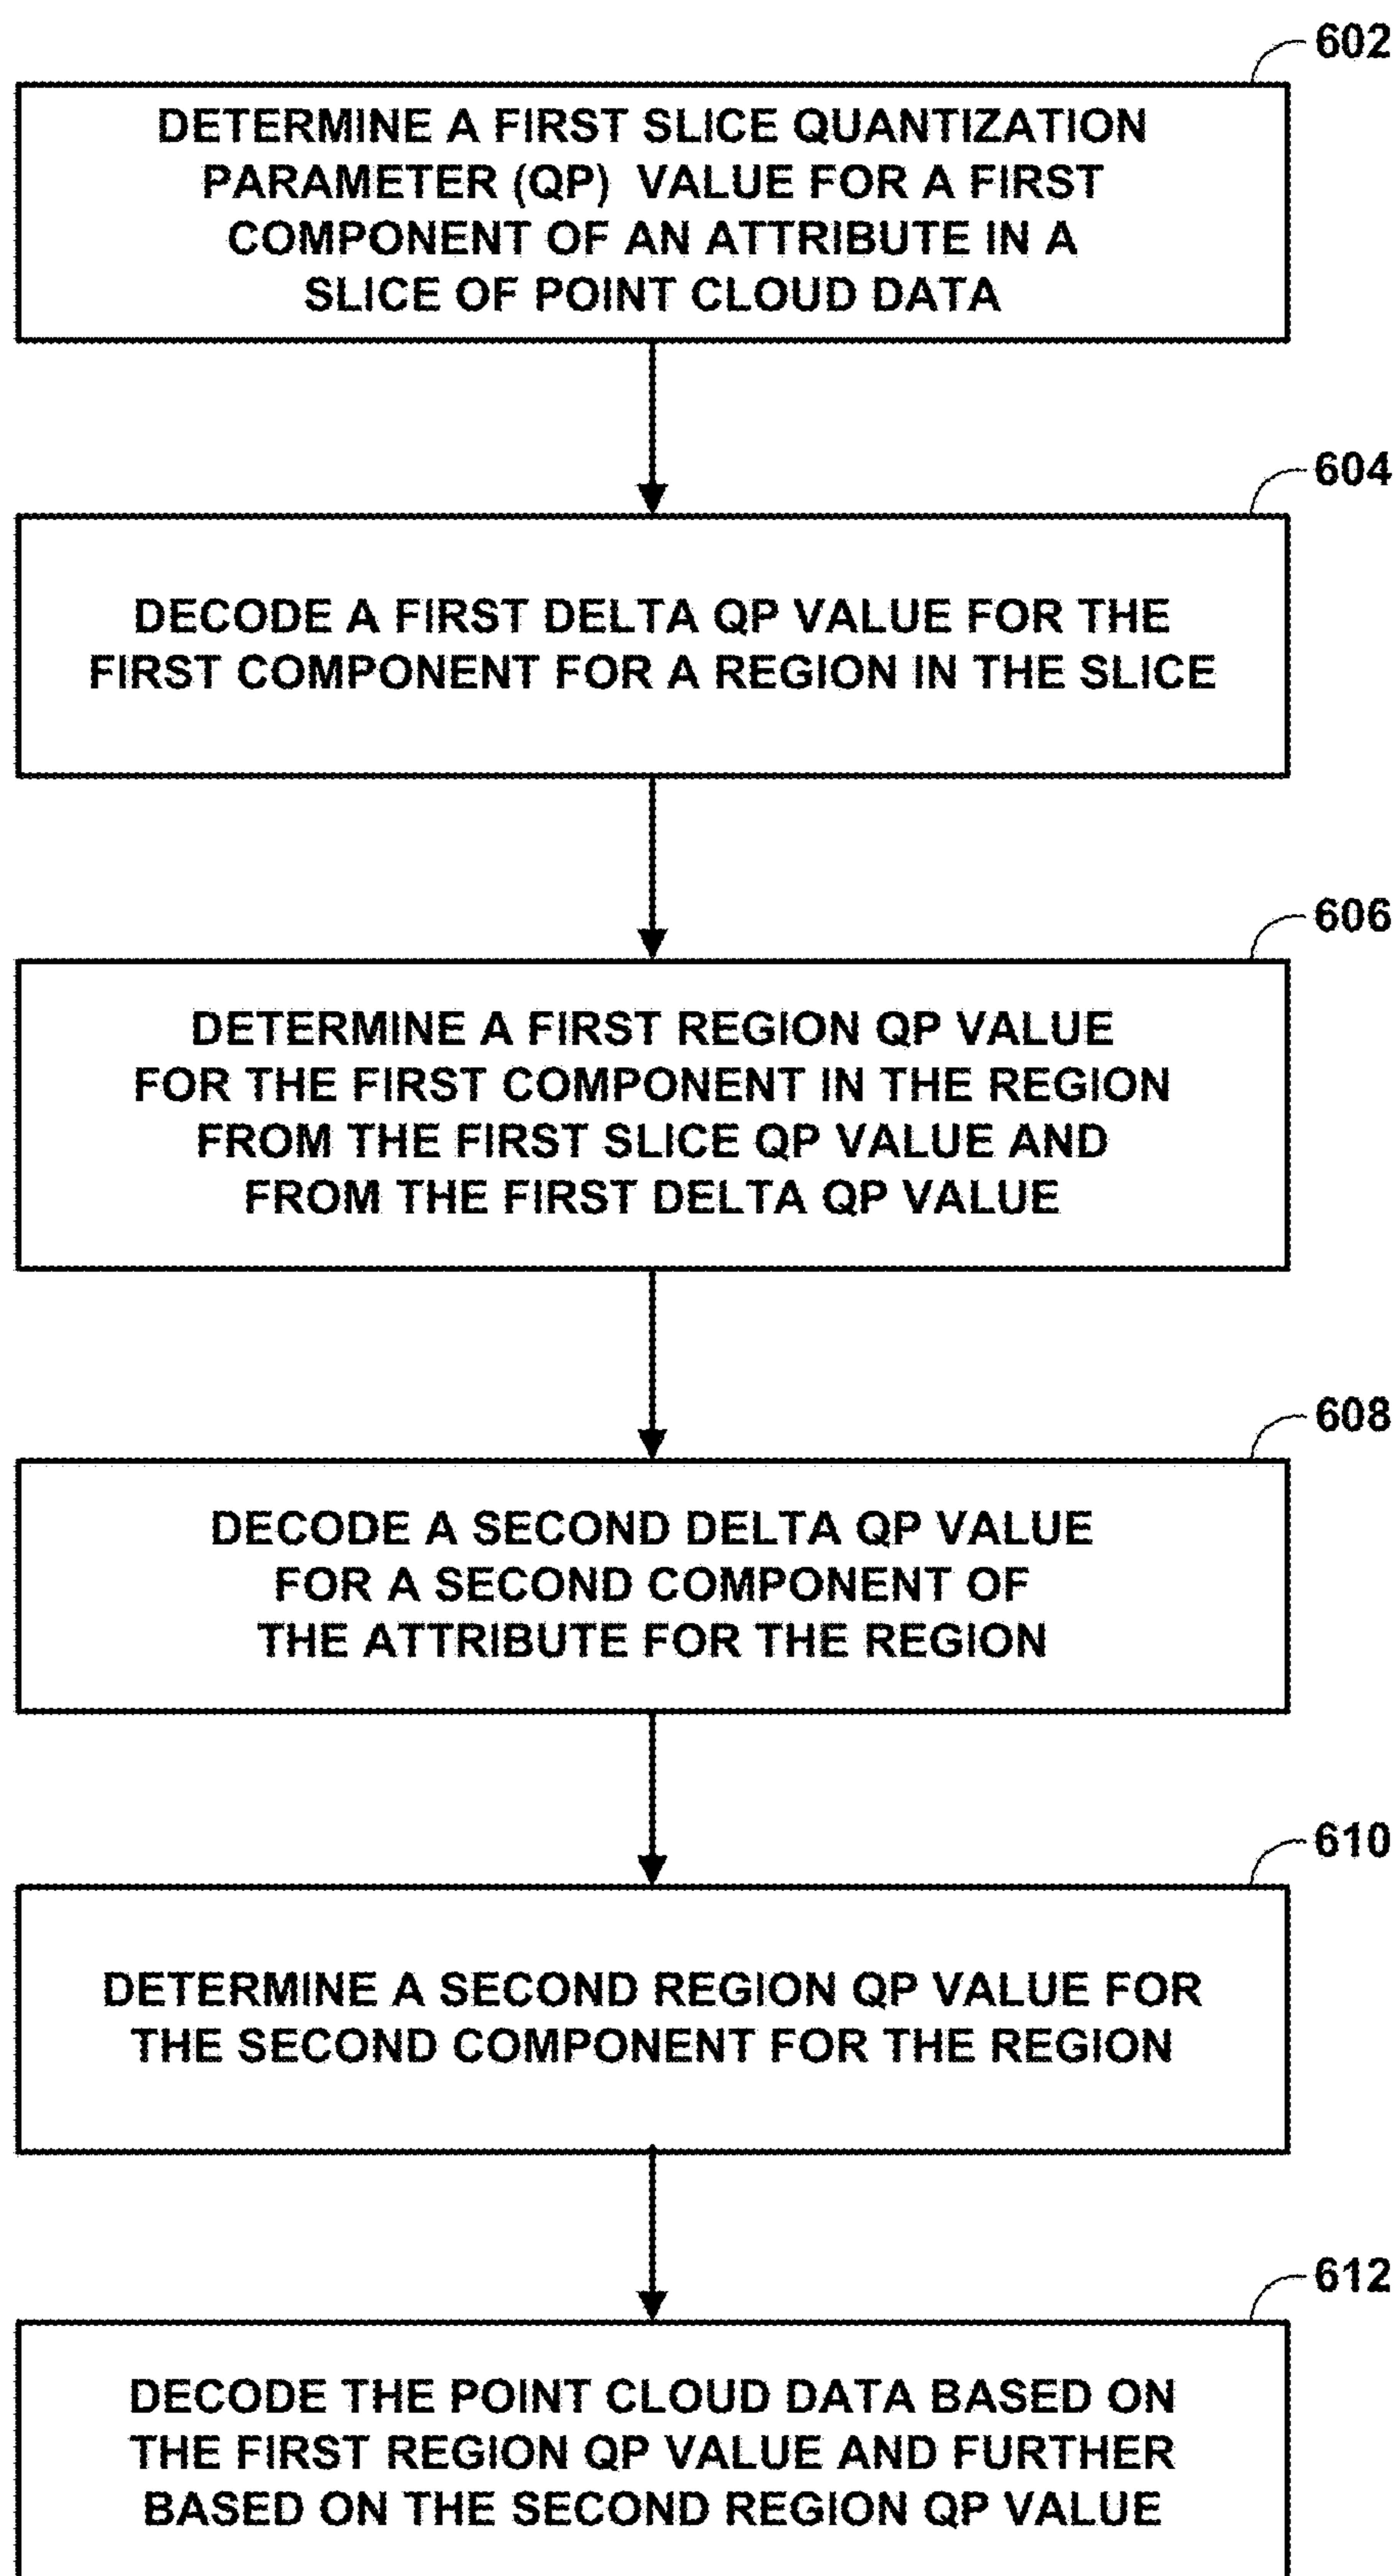 602
DETERMINE A FIRST SLICE QUANTIZATION
PARAMETER (QP) VALUE FOR A FIRST
COMPONENT OF AN ATTRIBUTE IN A
SLICE OF POINT CLOUD DATA
604
DECODE A FIRST DELTA QP VALUE FOR THE
FIRST COMPONENT FOR A REGION IN THE SLICE
606
DETERMINE A FIRST REGION QP VALUE
FOR THE FIRST COMPONENT IN THE REGION
FROM THE FIRST SLICE QP VALUE AND
FROM THE FIRST DELTA QP VALUE
608
DECODE A SECOND DELTA QP VALUE
FOR A SECOND COMPONENT OF
THE ATTRIBUTE FOR THE REGION
610
DETERMINE A SECOND REGION QP VALUE FOR
THE SECOND COMPONENT FOR THE REGION
612
DECODE THE POINT CLOUD DATA BASED ON
THE FIRST REGION QP VALUE AND FURTHER
BASED ON THE SECOND REGION QP VALUE